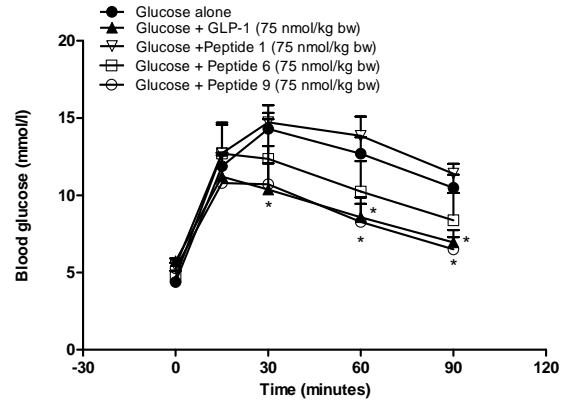 Glucose alone
Glucose + GLP-1 (75 nmol/kg bw)
Glucose +Peptide 1 (75 nmol/kg bw)
Glucose + Peptide 6 (75 nmol/kg bw)
Glucose + Peptide 9 (75 nmol/kg bw)
20
15
10
5
0
Blood glucose (mmol/l)
* *
* *
*
-30 0 30 60 90 120
Time (minutes)